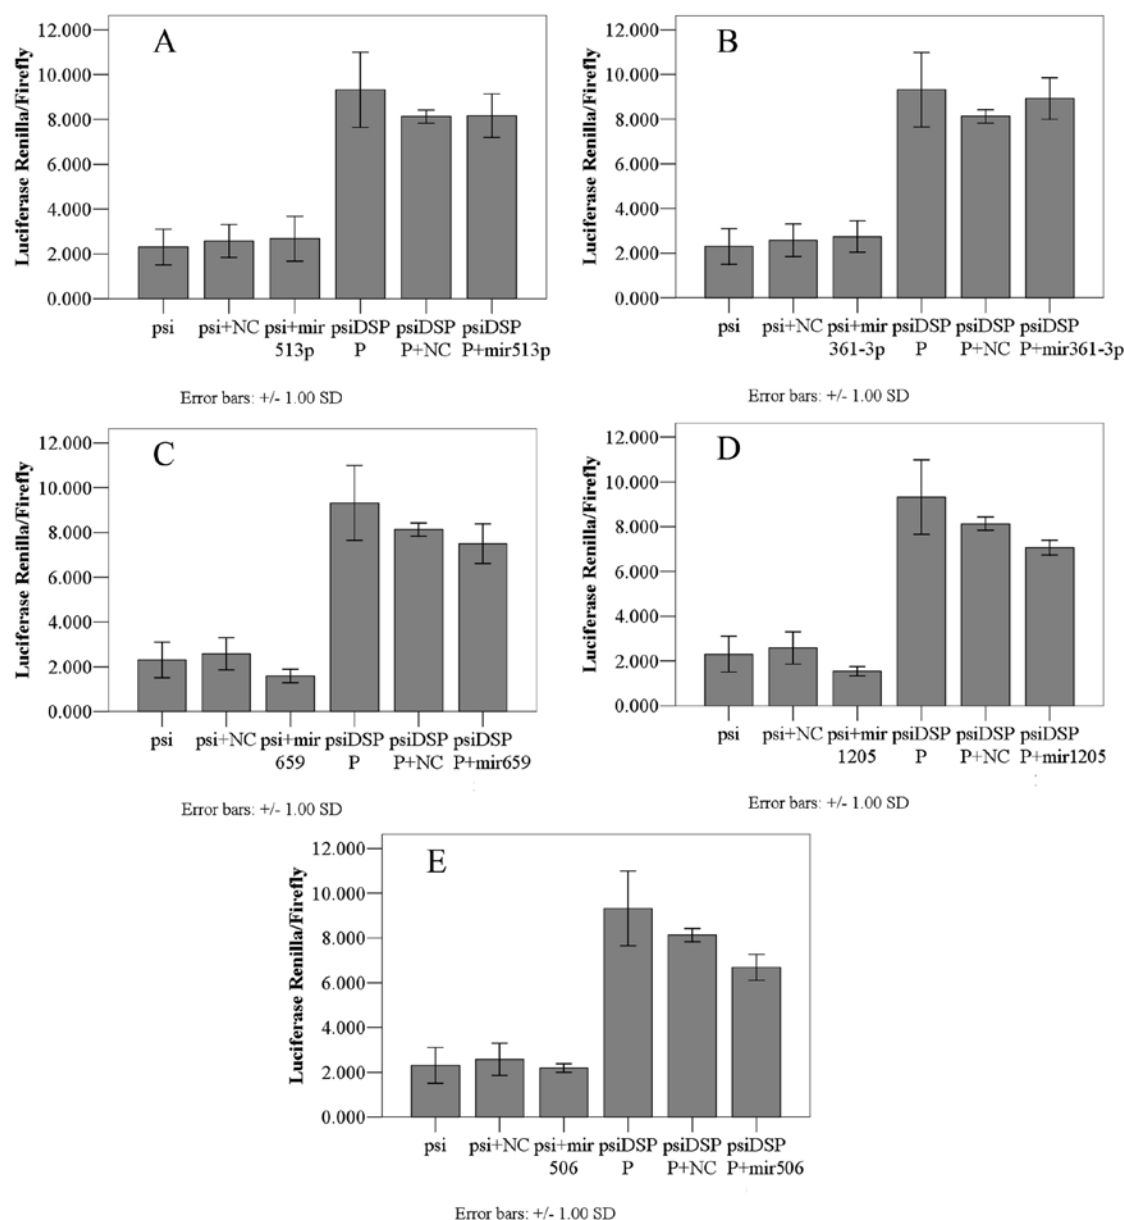 A
Luciferase Renilla/Firefly
12.000
10.000
8.000
6.000
4.000
2.000
0.000
psi psi+NC psi+mir psiDSP psiDSP psiDSP
513p P P+NC P+mir513p
Error bars: +/- 1.00 SD
B
Luciferase Renilla/Firefly
12.000
10.000
8.000
6.000
4.000
2.000
0.000
psi psi+NC psi+mir psiDSP psiDSP psiDSP
361-3p P P+NC P+mir361-3p
Error bars: +/- 1.00 SD
C
Luciferase Renilla/Firefly
12.000
10.000
8.000
6.000
4.000
2.000
0.000
psi psi+NC psi+mir psiDSP psiDSP psiDSP
659 P P+NC P+mir659
Error bars: +/- 1.00 SD
D
Luciferase Renilla/Firefly
12.000
10.000
8.000
6.000
4.000
2.000
0.000
psi psi+NC psi+mir psiDSP psiDSP psiDSP
1205 P P+NC P+mir1205
Error bars: +/- 1.00 SD
E
Luciferase Renilla/Firefly
12.000
10.000
8.000
6.000
4.000
2.000
0.000
psi psi+NC psi+mir psiDSP psiDSP psiDSP
506 P P+NC P+mir506
Error bars: +/- 1.00 SD